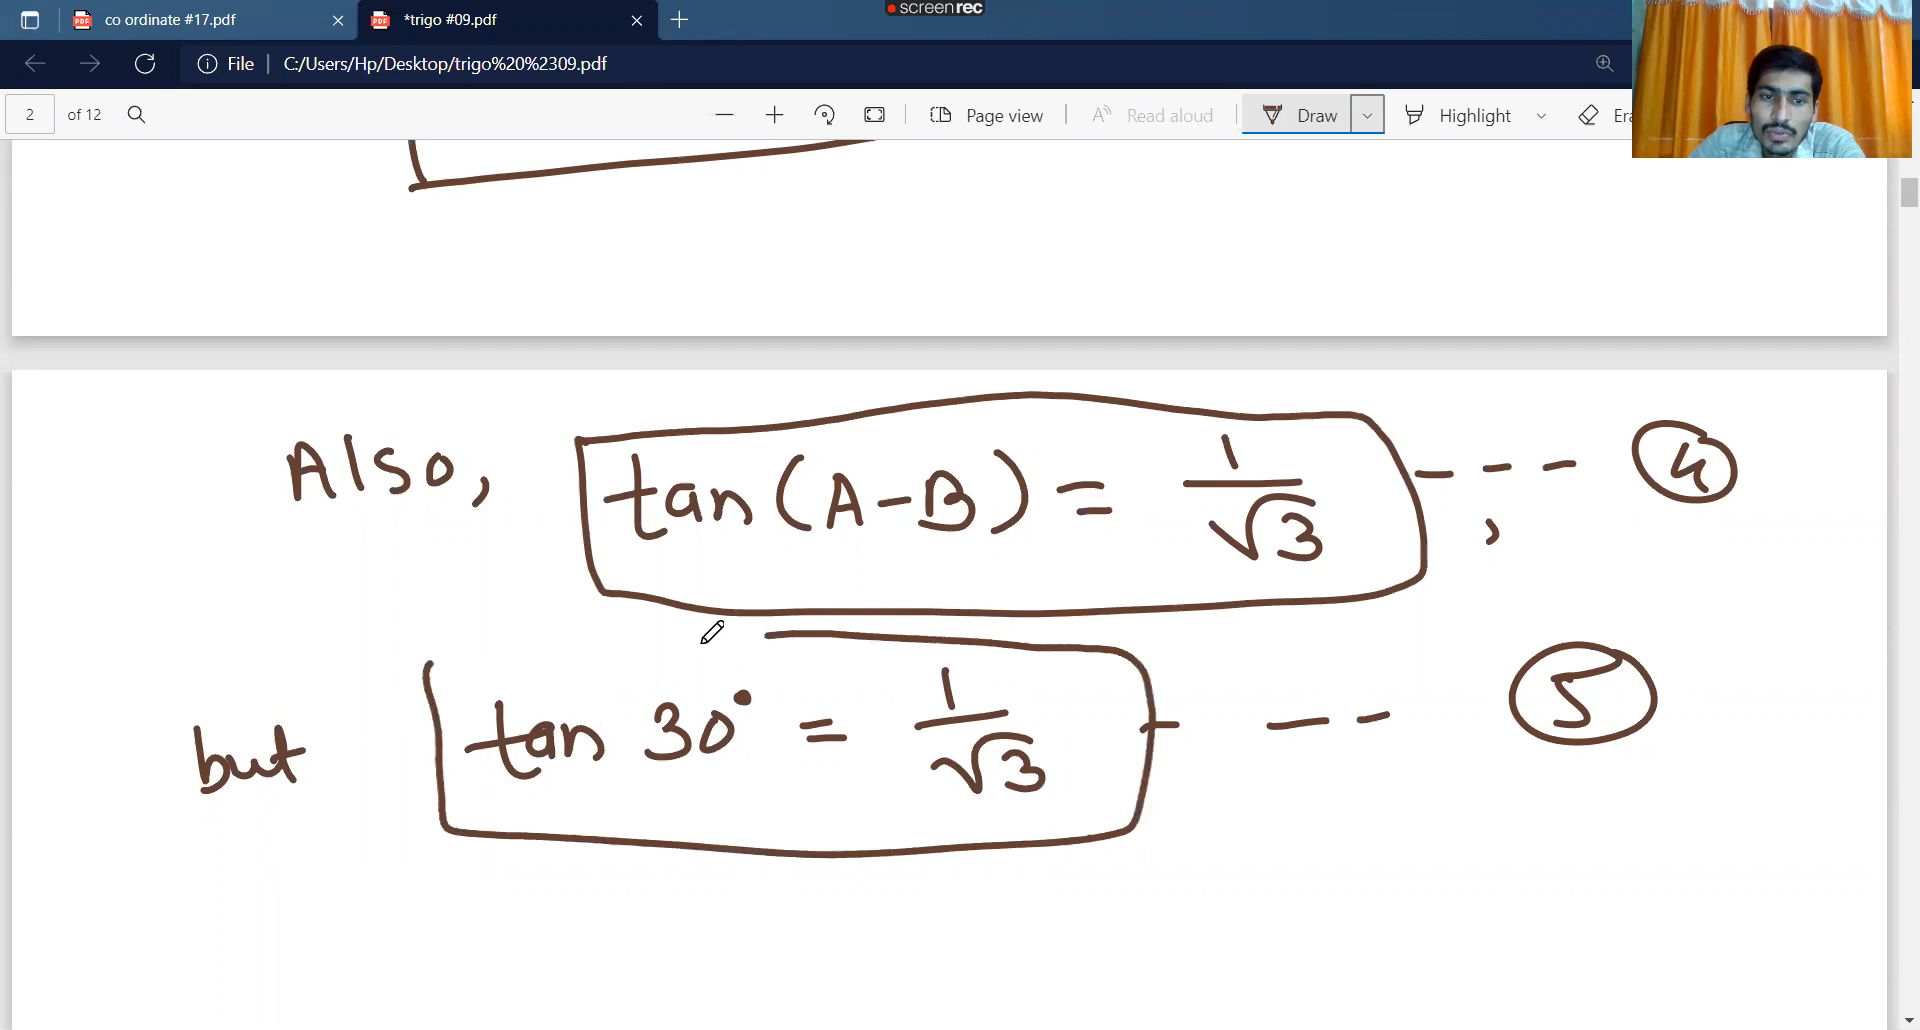 screenrec
co ordinate #17.pdf
*trigo #09.pdf
File C:/Users/Hp/Desktop/trigo%20%2309.pdf
2 of 12 Page view Read aloud Draw Highlight Era
Also, tan(A-B) = 1/√3 --- 4
,
but tan 30° = 1/√3 - -- 5